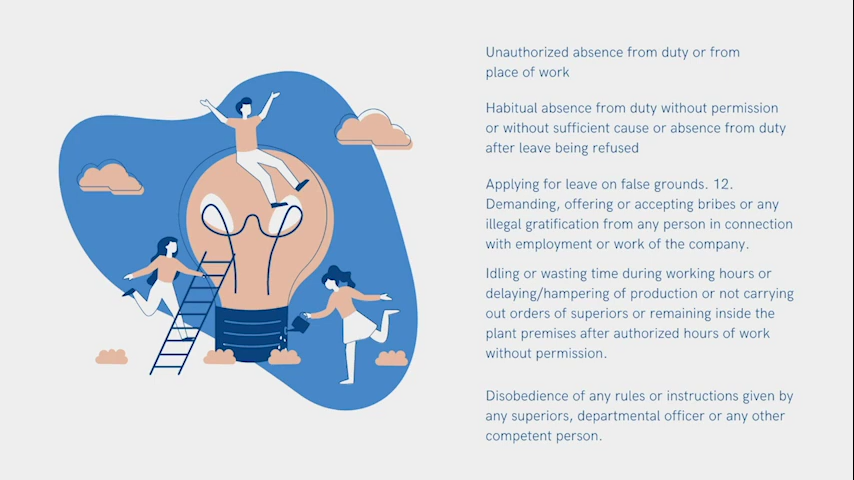 Unauthorized absence from duty or from
place of work
Habitual absence from duty without permission
or without sufficient cause or absence from duty
after leave being refused
Applying for leave on false grounds. 12.
Demanding, offering or accepting bribes or any
illegal gratification from any person in connection
with employment or work of the company.
Idling or wasting time during working hours or
delaying/hampering of production or not carrying
out orders of superiors or remaining inside the
plant premises after authorized hours of work
without permission.
Disobedience of any rules or instructions given by
any superiors, departmental officer or any other
competent person.